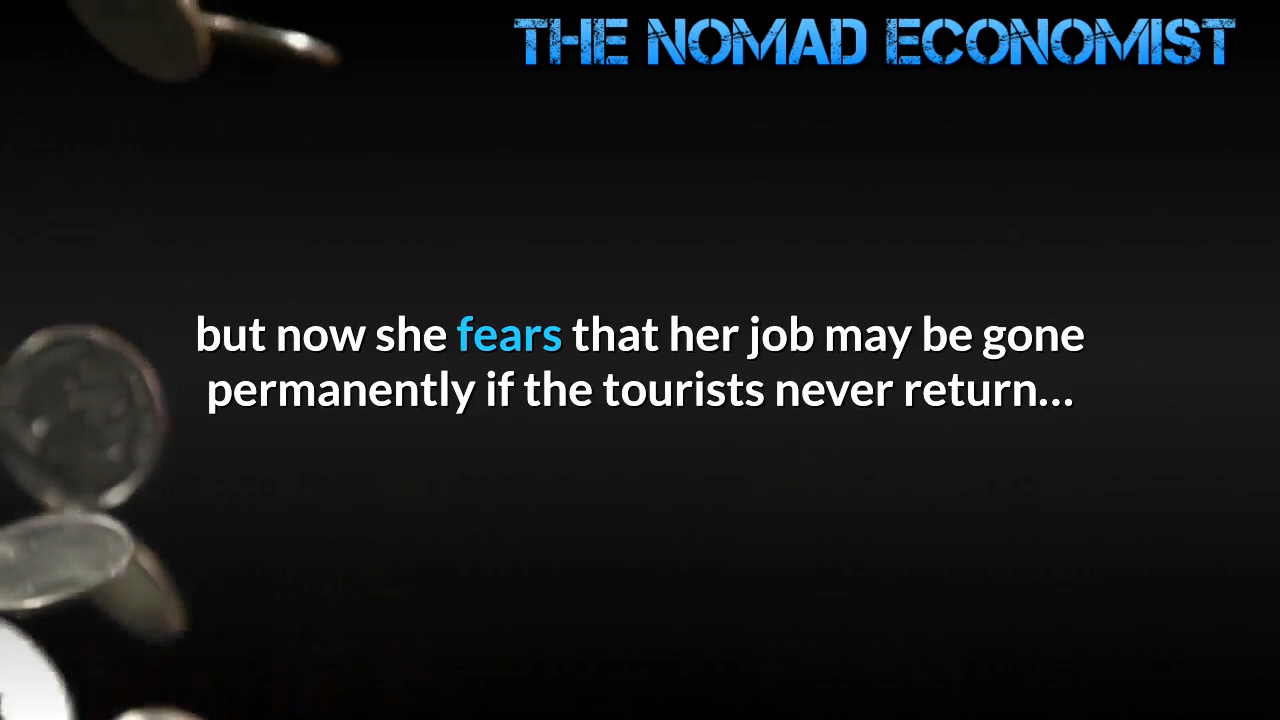 THE NOMAD ECONOMIST
but now she fears that her job may be gone
permanently if the tourists never return...